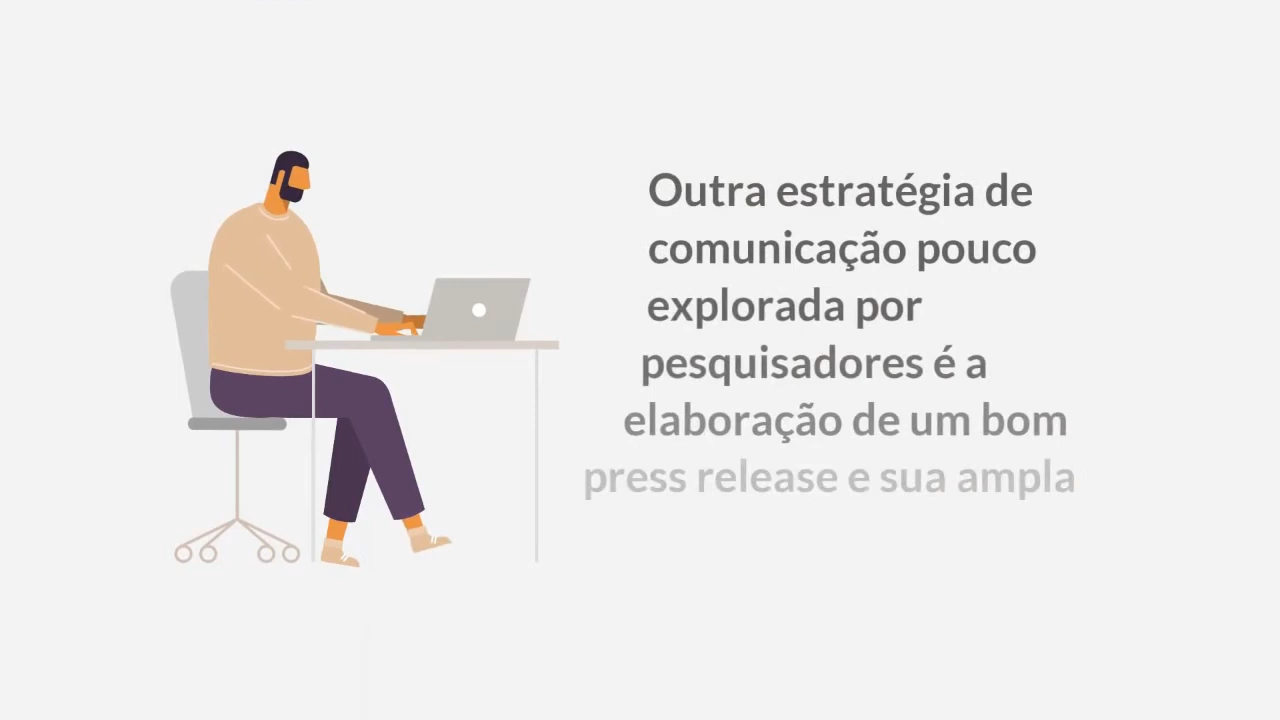 Outra estratégia de
comunicação pouco
explorada por
pesquisadores é a
elaboração de um bom
press release e sua ampla